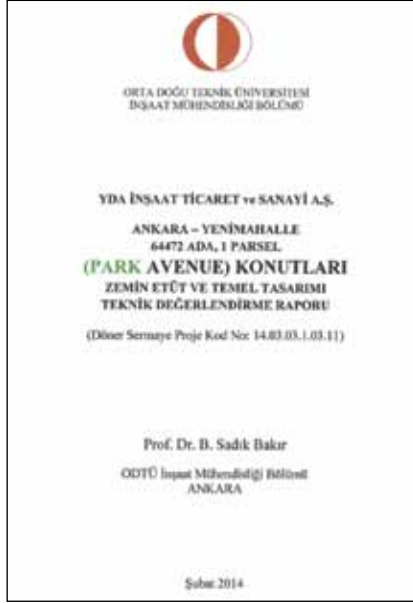 ORTA DOĞU TEKNİK ÜNİVERSİTESİ
İNŞAAT MÜHENDİSLİĞİ BÖLÜMÜ
YDA İNŞAAT TİCARET ve SANAYİ A.Ş.
ANKARA – YENİMAHALLE
64472 ADA, 1 PARSEL
(PARK AVENUE) KONUTLARI
ZEMİN ETÜT VE TEMEL TASARIMI
TEKNİK DEĞERLENDİRME RAPORU
(Döner Sermaye Proje Kod No: 14.03.03.1.03.11)
Prof. Dr. B. Sadık Bakır
ODTÜ İnşaat Mühendisliği Bölümü
ANKARA
Şubat 2014